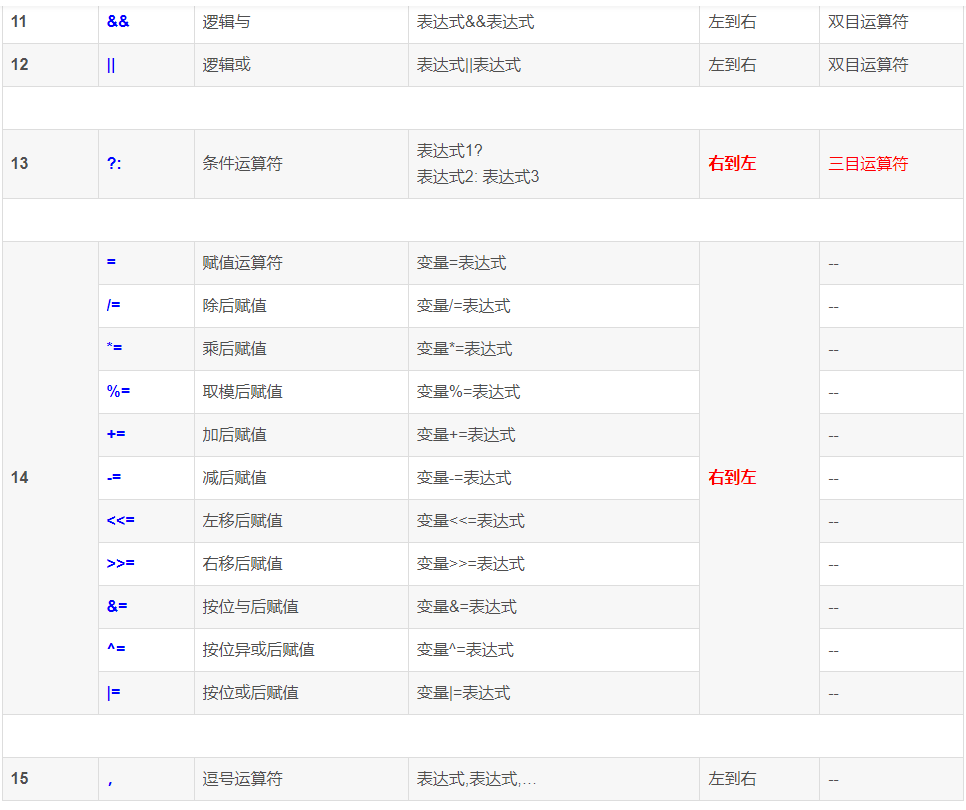 11 && 逻辑与 表达式&&表达式 左到右 双目运算符
12 || 逻辑或 表达式||表达式 左到右 双目运算符
13 ?: 条件运算符 表达式1?
表达式2: 表达式3 右到左 三目运算符
= 赋值运算符 变量=表达式 --
/= 除后赋值 变量/=表达式 --
*= 乘后赋值 变量*=表达式 --
%= 取模后赋值 变量%=表达式 --
+= 加后赋值 变量+=表达式 --
14 -= 减后赋值 变量-=表达式 右到左 --
<<= 左移后赋值 变量<<=表达式 --
>>= 右移后赋值 变量>>=表达式 --
&= 按位与后赋值 变量&=表达式 --
^= 按位异或后赋值 变量^=表达式 --
|= 按位或后赋值 变量|=表达式 --
15 , 逗号运算符 表达式,表达式,… 左到右 --